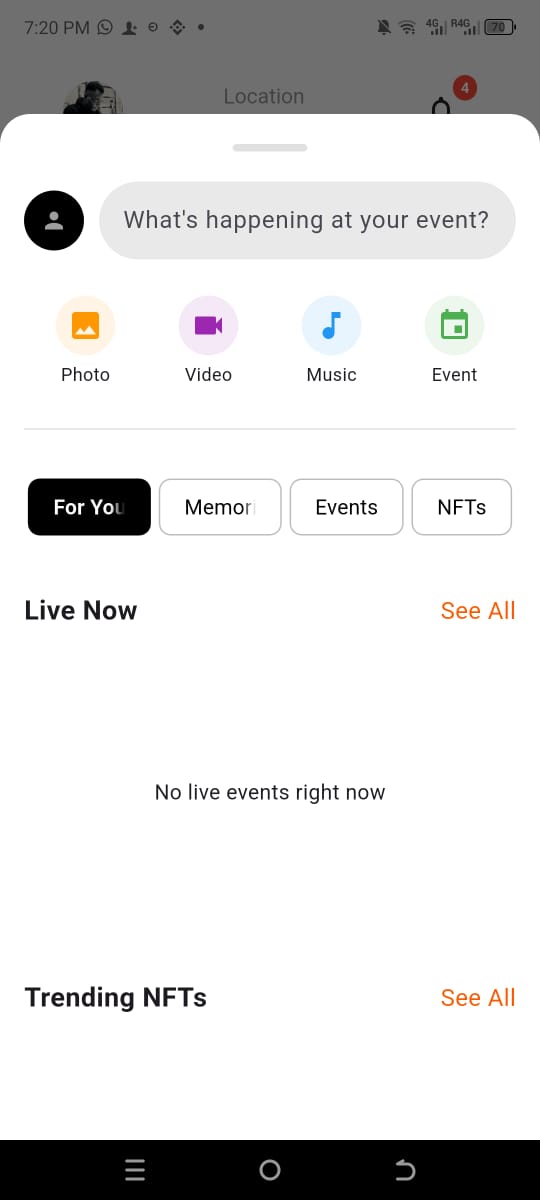 7:20 PM
4G R4G 70
Location
4
What's happening at your event?
Photo Video Music Event
For You Memori Events NFTs
Live Now See All
No live events right now
Trending NFTs See All